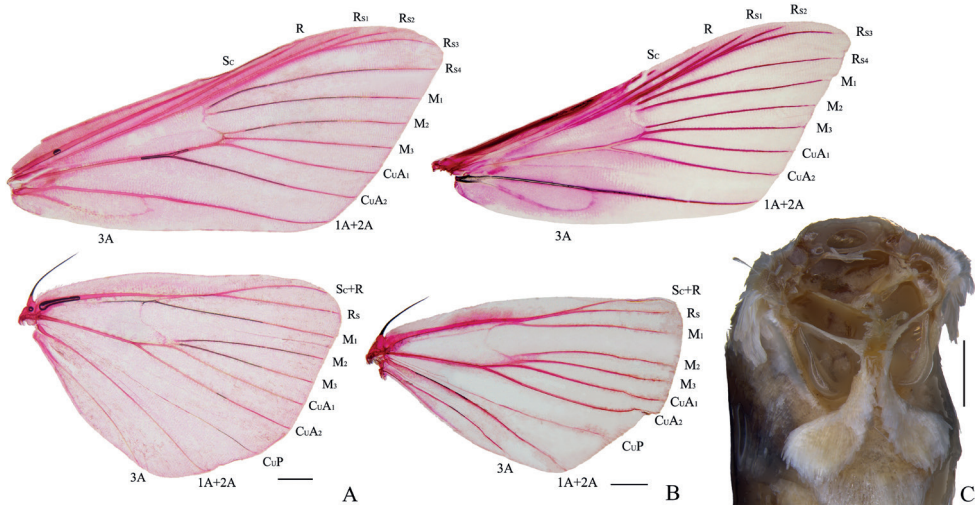 Sc
R
Rs1
Rs2
Rs3
Rs4
M1
M2
M3
CuA1
CuA2
1A+2A
3A
Sc
R
Rs1
Rs2
Rs3
Rs4
M1
M2
M3
CuA1
CuA2
1A+2A
3A
Sc+R
Rs
M1
M2
M3
CuA1
CuA2
CuP
1A+2A
3A
A
Sc+R
Rs
M1
M2
M3
CuA1
CuA2
CuP
1A+2A
3A
B
C